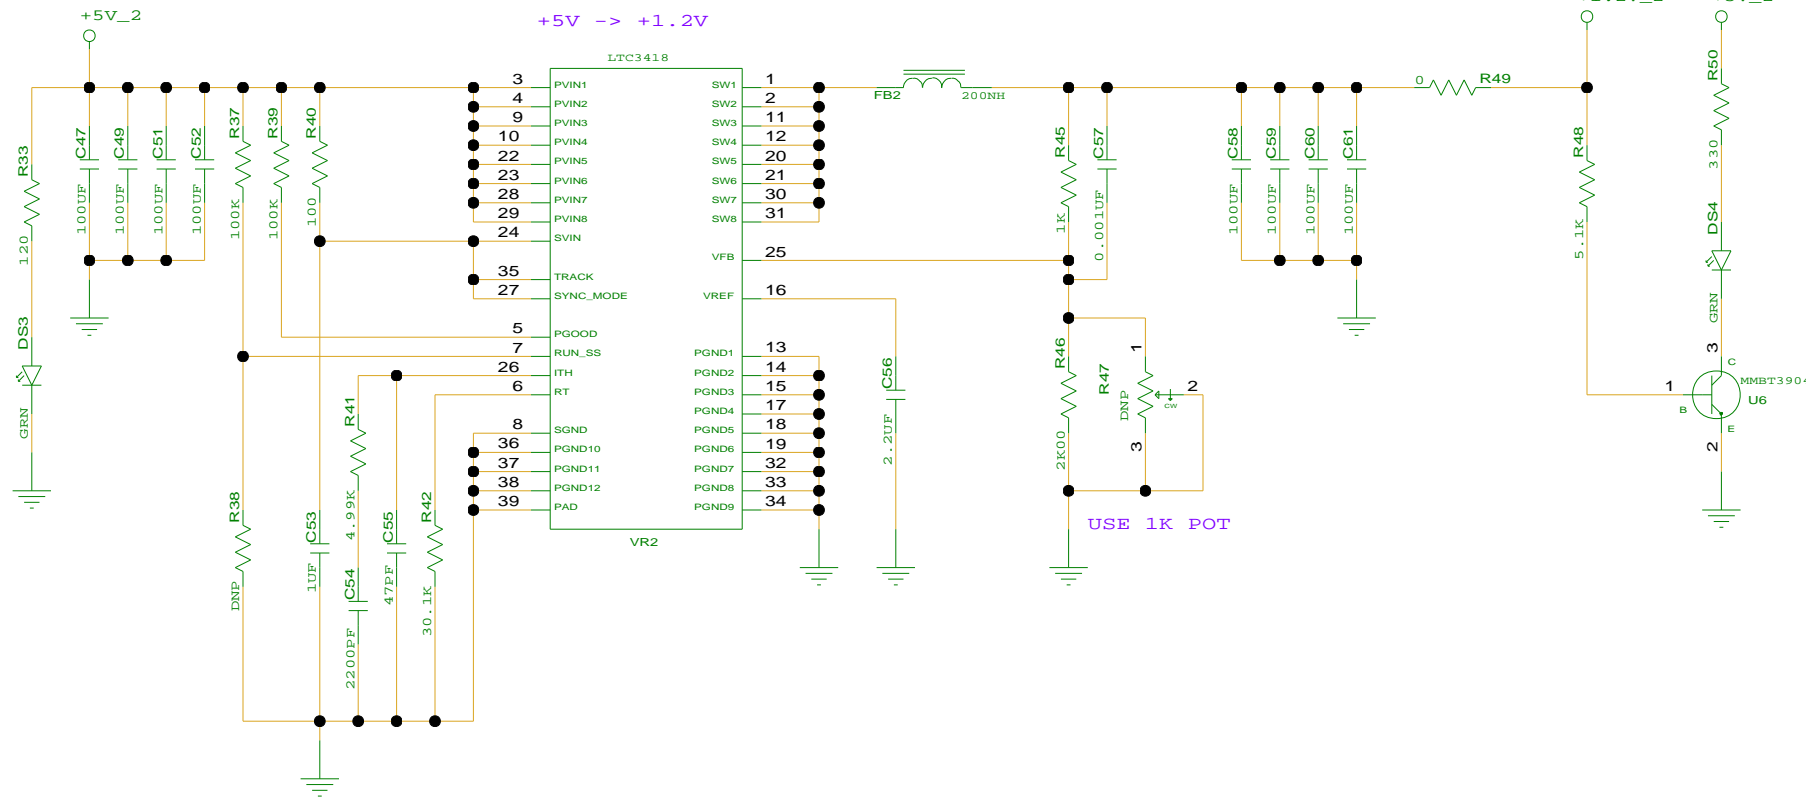 +5V_2
+5V -> +1.2V
LTC3418
VR2
3 PVIN1
4 PVIN2
9 PVIN3
10 PVIN4
22 PVIN5
23 PVIN6
28 PVIN7
29 PVIN8
24 SVIN
35 TRACK
27 SYNC_MODE
5 PGOOD
7 RUN_SS
26 ITH
6 RT
8 SGND
36 PGND10
37 PGND11
38 PGND12
39 PAD
SW1 1
SW2 2
SW3 11
SW4 12
SW5 20
SW6 21
SW7 30
SW8 31
VFB 25
VREF 16
PGND1 13
PGND2 14
PGND3 15
PGND4 17
PGND5 18
PGND6 19
PGND7 32
PGND8 33
PGND9 34
R33
120
DS3
GRN
C47
100UF
C49
100UF
C51
100UF
C52
100UF
R37
100K
R39
100K
R40
100
R38
DNP
C53
1UF
R41
4.99K
C54
2200PF
C55
47PF
R42
30.1K
FB2
200NH
C56
2.2UF
R45
1K
C57
0.001UF
R46
2K00
R47
DNP
1
2
3
CW
USE 1K POT
C58
100UF
C59
100UF
C60
100UF
C61
100UF
0
R49
R48
5.1K
R50
330
DS4
GRN
3
C
1
B
MMBT3904
U6
E
2